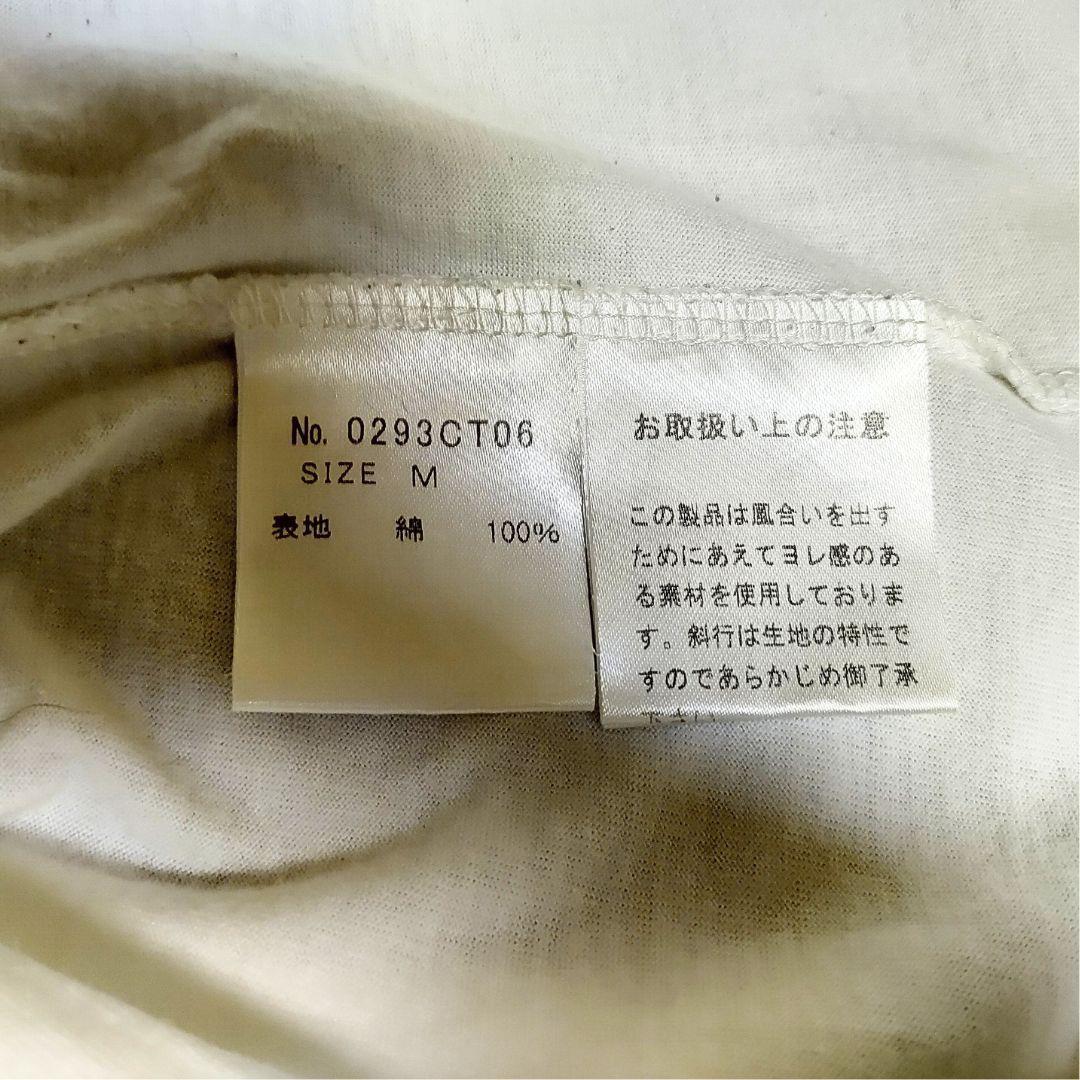 No. 0293CT06
SIZE M
表地 綿 100%
お取扱い上の注意
この製品は風合いを出す
ためにあえてヨレ感のあ
る素材を使用しておりま
す。斜行は生地の特性で
すのであらかじめ御了承
下さい